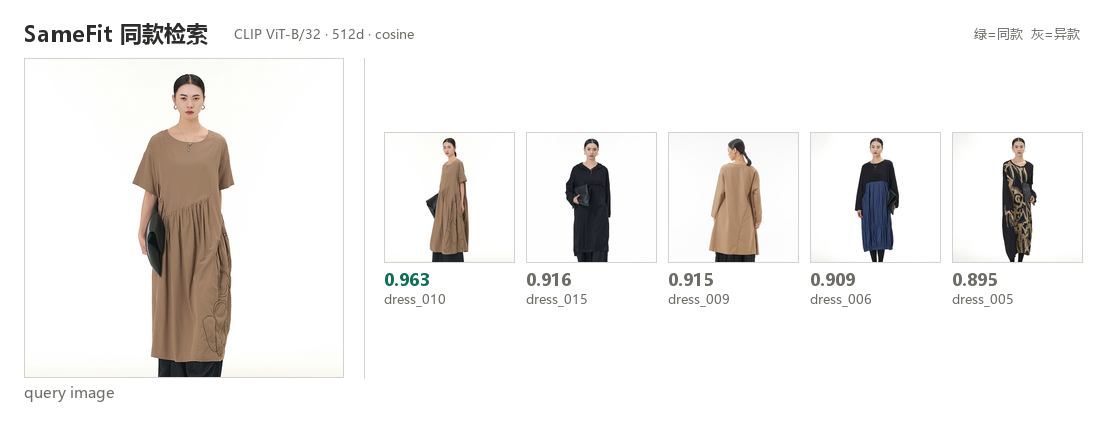 SameFit 同款检索
CLIP ViT-B/32 · 512d · cosine
绿=同款 灰=异款
query image
0.963
dress_010
0.916
dress_015
0.915
dress_009
0.909
dress_006
0.895
dress_005